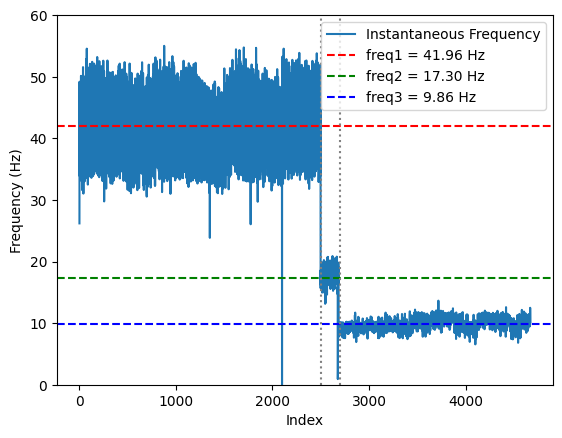 60
50
40
30
20
10
0
Frequency (Hz)
Instantaneous Frequency
freq1 = 41.96 Hz
freq2 = 17.30 Hz
freq3 = 9.86 Hz
0 1000 2000 3000 4000
Index